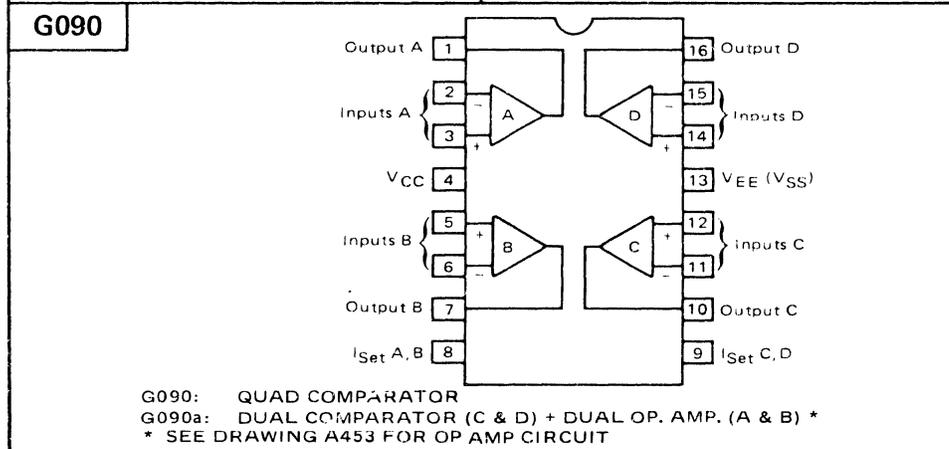 G090
Output A 1 16 Output D
2 − − 15
Inputs A A D Inputs D
3 + + 14
VCC 4 13 VEE (VSS)
5 + + 12
Inputs B B C Inputs C
6 − − 11
Output B 7 10 Output C
ISet A, B 8 9 ISet C, D
G090: QUAD COMPARATOR
G090a: DUAL COMPARATOR (C & D) + DUAL OP. AMP. (A & B) *
* SEE DRAWING A453 FOR OP AMP CIRCUIT